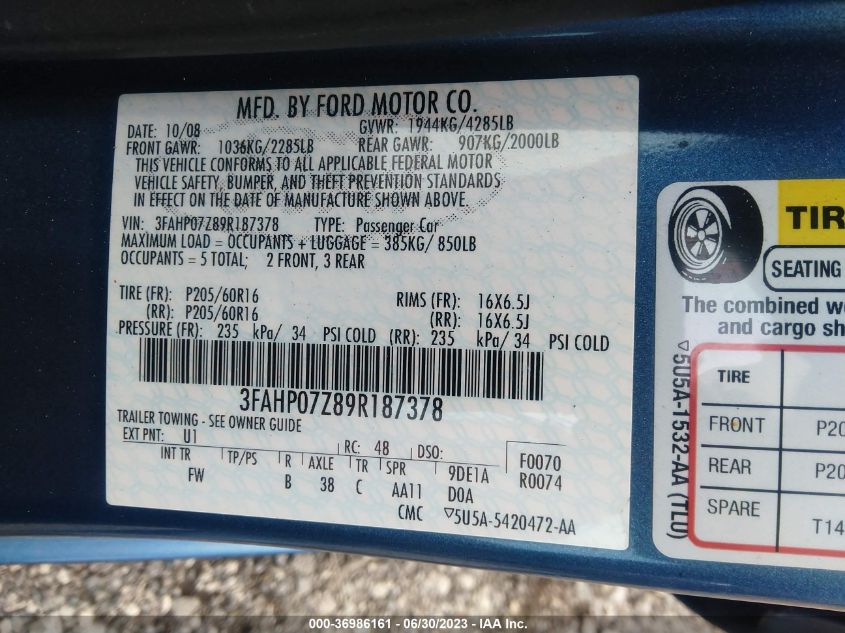 MFD. BY FORD MOTOR CO.
DATE: 10/08 GVWR: 1944KG/4285LB
FRONT GAWR: 1036KG/2285LB REAR GAWR: 907KG/2000LB
THIS VEHICLE CONFORMS TO ALL APPLICABLE FEDERAL MOTOR
VEHICLE SAFETY, BUMPER, AND THEFT PREVENTION STANDARDS
IN EFFECT ON THE DATE OF MANUFACTURE SHOWN ABOVE.
VIN: 3FAHP07Z89R187378 TYPE: Passenger Car
MAXIMUM LOAD = OCCUPANTS + LUGGAGE = 385KG/ 850LB
OCCUPANTS = 5 TOTAL; 2 FRONT, 3 REAR
TIRE (FR): P205/60R16 RIMS (FR): 16X6.5J
(RR): P205/60R16 (RR): 16X6.5J
PRESSURE (FR): 235 kPa/ 34 PSI COLD (RR): 235 kPa/ 34 PSI COLD
3FAHP07Z89R187378
TRAILER TOWING - SEE OWNER GUIDE
EXT PNT: U1 RC: 48 DSO: F0070
INT TR TP/PS R AXLE TR SPR 9DE1A R0074
FW B 38 C AA11 D0A
CMC ▽5U5A-5420472-AA
TIR
SEATING
The combined we
and cargo sh
▽5U5A-1532-AA (TLU)
TIRE
FRONT P20
REAR P20
SPARE T14
000-36986161 - 06/30/2023 - IAA Inc.